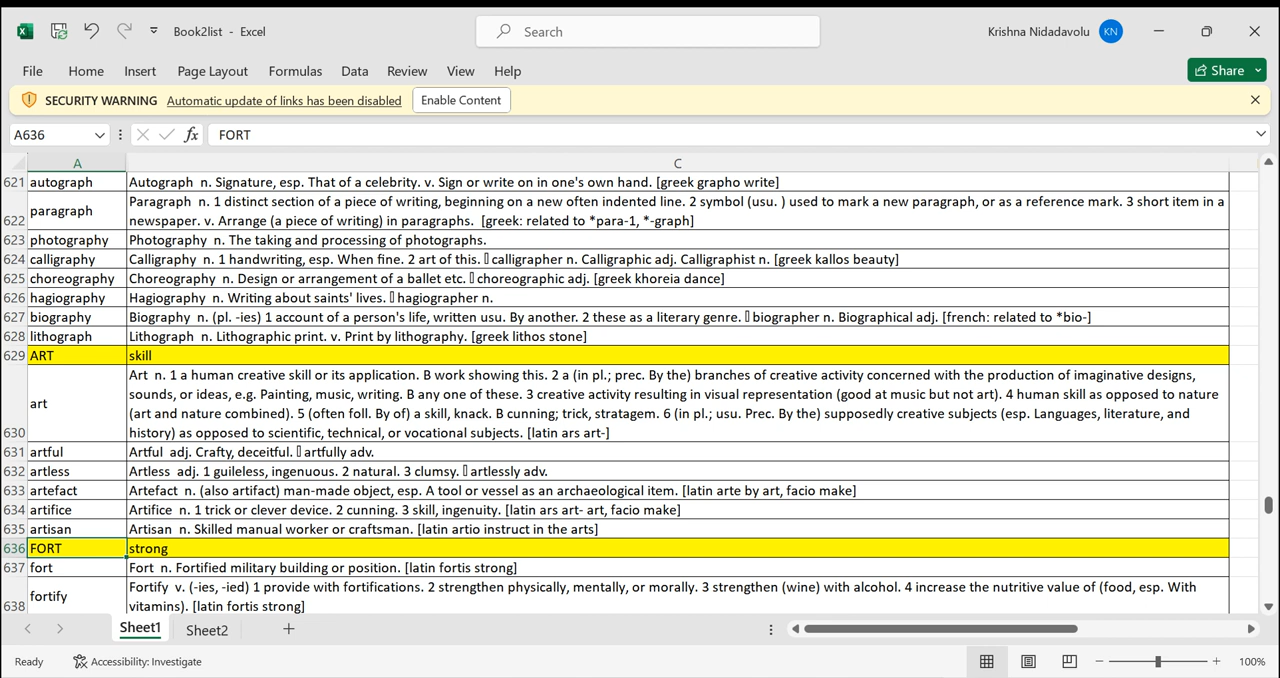 Book2list - Excel
Search
Krishna Nidadavolu KN
File Home Insert Page Layout Formulas Data Review View Help
Share
SECURITY WARNING Automatic update of links has been disabled Enable Content
A636 fx FORT
A C
621 autograph Autograph n. Signature, esp. That of a celebrity. v. Sign or write on in one's own hand. [greek grapho write]
622 paragraph Paragraph n. 1 distinct section of a piece of writing, beginning on a new often indented line. 2 symbol (usu. ) used to mark a new paragraph, or as a reference mark. 3 short item in a
newspaper. v. Arrange (a piece of writing) in paragraphs. [greek: related to *para-1, *-graph]
623 photography Photography n. The taking and processing of photographs.
624 calligraphy Calligraphy n. 1 handwriting, esp. When fine. 2 art of this. calligrapher n. Calligraphic adj. Calligraphist n. [greek kallos beauty]
625 choreography Choreography n. Design or arrangement of a ballet etc. choreographic adj. [greek khoreia dance]
626 hagiography Hagiography n. Writing about saints' lives. hagiographer n.
627 biography Biography n. (pl. -ies) 1 account of a person's life, written usu. By another. 2 these as a literary genre. biographer n. Biographical adj. [french: related to *bio-]
628 lithograph Lithograph n. Lithographic print. v. Print by lithography. [greek lithos stone]
629 ART skill
630 art Art n. 1 a human creative skill or its application. B work showing this. 2 a (in pl.; prec. By the) branches of creative activity concerned with the production of imaginative designs,
sounds, or ideas, e.g. Painting, music, writing. B any one of these. 3 creative activity resulting in visual representation (good at music but not art). 4 human skill as opposed to nature
(art and nature combined). 5 (often foll. By of) a skill, knack. B cunning; trick, stratagem. 6 (in pl.; usu. Prec. By the) supposedly creative subjects (esp. Languages, literature, and
history) as opposed to scientific, technical, or vocational subjects. [latin ars art-]
631 artful Artful adj. Crafty, deceitful. artfully adv.
632 artless Artless adj. 1 guileless, ingenuous. 2 natural. 3 clumsy. artlessly adv.
633 artefact Artefact n. (also artifact) man-made object, esp. A tool or vessel as an archaeological item. [latin arte by art, facio make]
634 artifice Artifice n. 1 trick or clever device. 2 cunning. 3 skill, ingenuity. [latin ars art- art, facio make]
635 artisan Artisan n. Skilled manual worker or craftsman. [latin artio instruct in the arts]
636 FORT strong
637 fort Fort n. Fortified military building or position. [latin fortis strong]
638 fortify Fortify v. (-ies, -ied) 1 provide with fortifications. 2 strengthen physically, mentally, or morally. 3 strengthen (wine) with alcohol. 4 increase the nutritive value of (food, esp. With
vitamins). [latin fortis strong]
Sheet1 Sheet2
Ready Accessibility: Investigate 100%